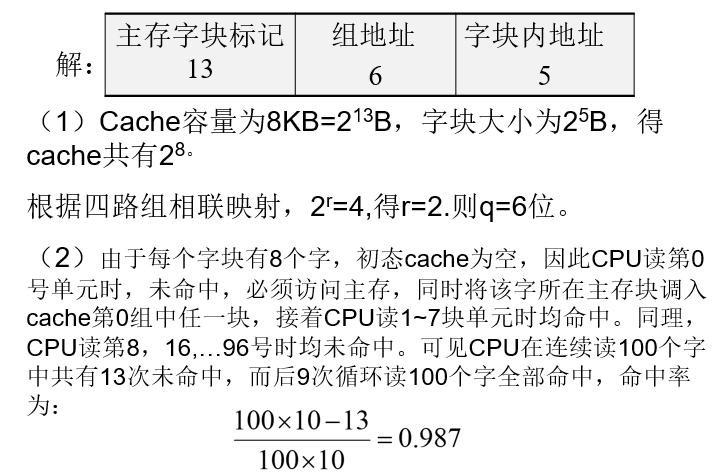 解：
主存字块标记 组地址 字块内地址
13 6 5
（1）Cache容量为8KB=2¹³B，字块大小为2⁵B，得
cache共有2⁸。
根据四路组相联映射，2ʳ=4,得r=2.则q=6位。
（2）由于每个字块有8个字，初态cache为空，因此CPU读第0
号单元时，未命中，必须访问主存，同时将该字所在主存块调入
cache第0组中任一块，接着CPU读1~7块单元时均命中。同理，
CPU读第8，16,…96号时均未命中。可见CPU在连续读100个字
中共有13次未命中，而后9次循环读100个字全部命中，命中率
为：
100×10−13
100×10
=0.987